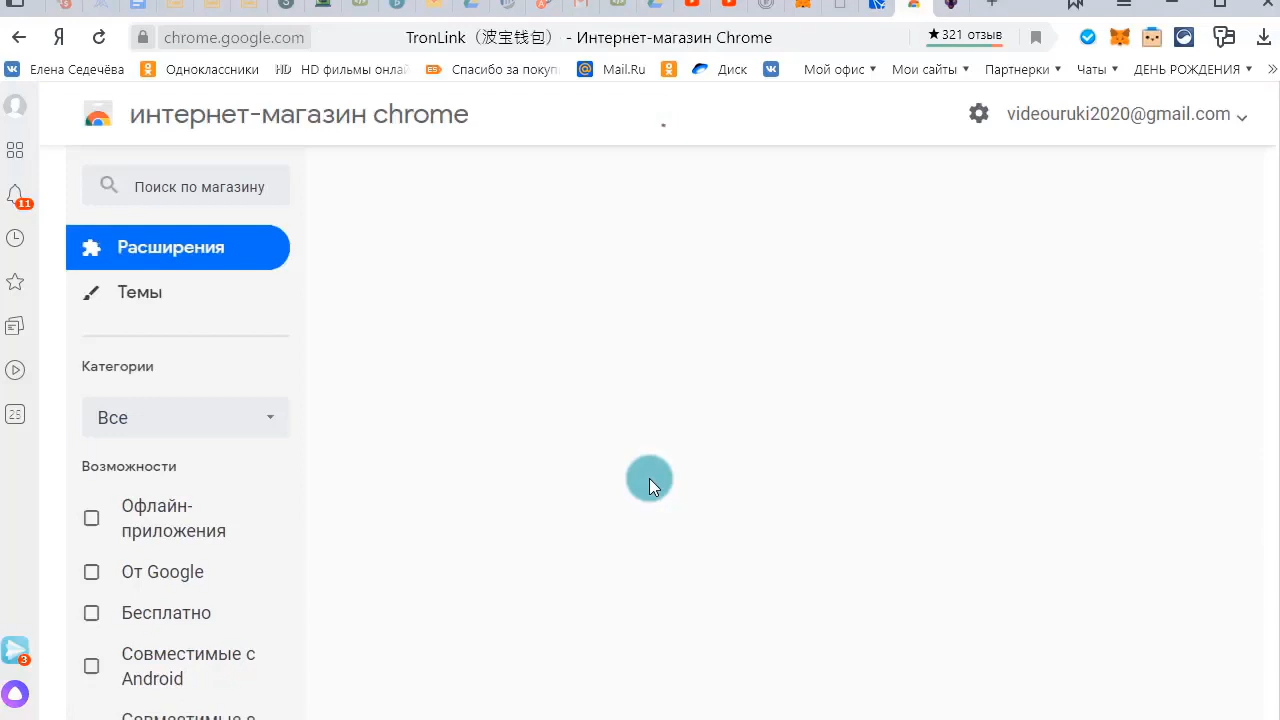 Я
chrome.google.com
TronLink（波宝钱包） - Интернет-магазин Chrome
★ 321 отзыв
Елена Седечёва
Одноклассники
HD фильмы онлай
Спасибо за покуп
Mail.Ru
Диск
Мой офис
Мои сайты
Партнерки
Чаты
ДЕНЬ РОЖДЕНИЯ
интернет-магазин chrome
videouruki2020@gmail.com
11
Поиск по магазину
Расширения
Темы
Категории
Все
25
Возможности
Офлайн-
приложения
От Google
Бесплатно
Совместимые с
Android
3